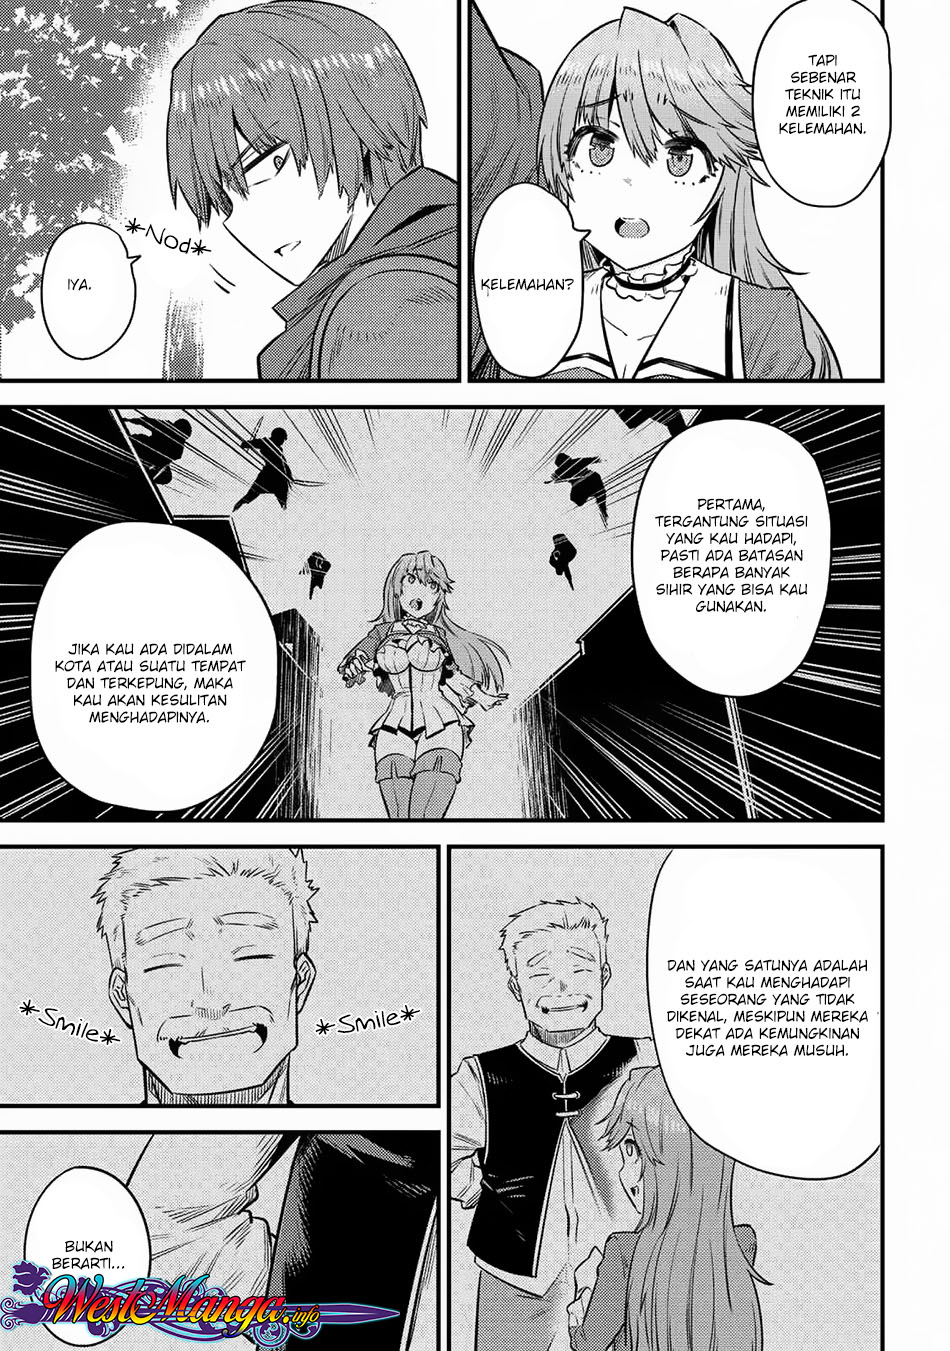 TAPI
SEBENAR
TEKNIK ITU
MEMILIKI 2
KELEMAHAN.
KELEMAHAN?
*Nod*
IYA.
PERTAMA,
TERGANTUNG SITUASI
YANG KAU HADAPI,
PASTI ADA BATASAN
BERAPA BANYAK
SIHIR YANG BISA KAU
GUNAKAN.
JIKA KAU ADA DIDALAM
KOTA ATAU SUATU TEMPAT
DAN TERKEPUNG, MAKA
KAU AKAN KESULITAN
MENGHADAPINYA.
DAN YANG SATUNYA ADALAH
SAAT KAU MENGHADAPI
SESEORANG YANG TIDAK
DIKENAL, MESKIPUN MEREKA
DEKAT ADA KEMUNGKINAN
JUGA MEREKA MUSUH.
*Smile*
*Smile*
BUKAN
BERARTI...
WestManga.info